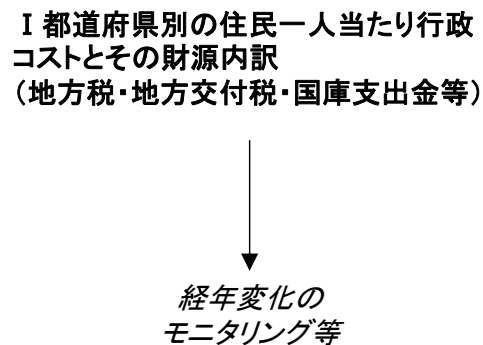 Ⅰ都道府県別の住民一人当たり行政
コストとその財源内訳
（地方税・地方交付税・国庫支出金等）
経年変化の
モニタリング等